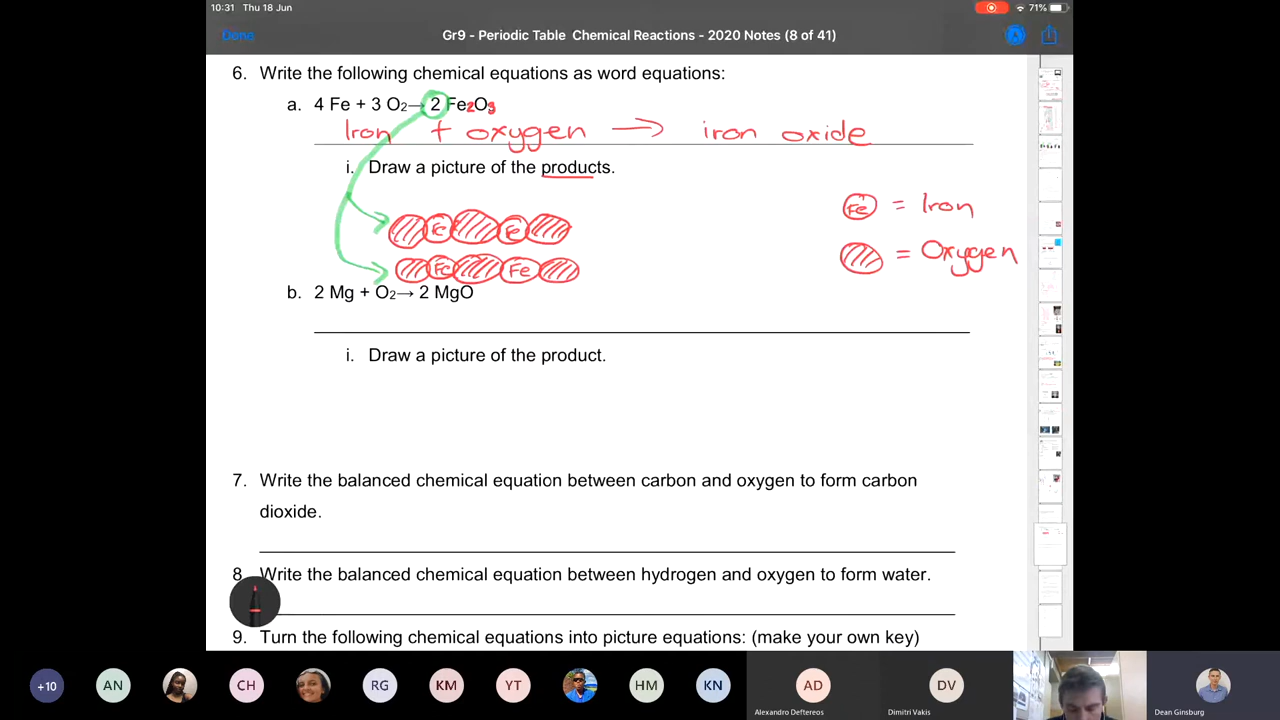 10:31 Thu 18 Jun
71%
Done
Gr9 - Periodic Table Chemical Reactions - 2020 Notes (8 of 41)
6. Write the following chemical equations as word equations:
a. 4 Fe + 3 O2→ 2 Fe2O3
Iron + oxygen → iron oxide
i. Draw a picture of the products.
Fe = Iron
Fe Fe
= Oxygen
Fe Fe
b. 2 Mg + O2→ 2 MgO
i. Draw a picture of the product.
7. Write the balanced chemical equation between carbon and oxygen to form carbon
dioxide.
8 Write the balanced chemical equation between hydrogen and oxygen to form water.
9. Turn the following chemical equations into picture equations: (make your own key)
+10 AN CH RG KM YT HM KN AD DV
Alexandro Deftereos Dimitri Vakis Dean Ginsburg